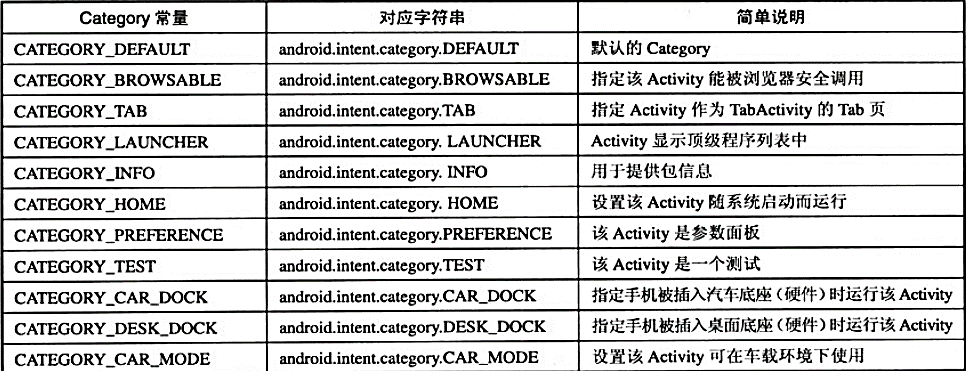 Category 常量 对应字符串 简单说明
CATEGORY_DEFAULT android.intent.category.DEFAULT 默认的 Category
CATEGORY_BROWSABLE android.intent.category.BROWSABLE 指定该 Activity 能被浏览器安全调用
CATEGORY_TAB android.intent.category.TAB 指定 Activity 作为 TabActivity 的 Tab 页
CATEGORY_LAUNCHER android.intent.category. LAUNCHER Activity 显示顶级程序列表中
CATEGORY_INFO android.intent.category. INFO 用于提供包信息
CATEGORY_HOME android.intent.category. HOME 设置该 Activity 随系统启动而运行
CATEGORY_PREFERENCE android.intent.category.PREFERENCE 该 Activity 是参数面板
CATEGORY_TEST android.intent.category.TEST 该 Activity 是一个测试
CATEGORY_CAR_DOCK android.intent.category.CAR_DOCK 指定手机被插入汽车底座（硬件）时运行该 Activity
CATEGORY_DESK_DOCK android.intent.category.DESK_DOCK 指定手机被插入桌面底座（硬件）时运行该 Activity
CATEGORY_CAR_MODE android.intent.category.CAR_MODE 设置该 Activity 可在车载环境下使用